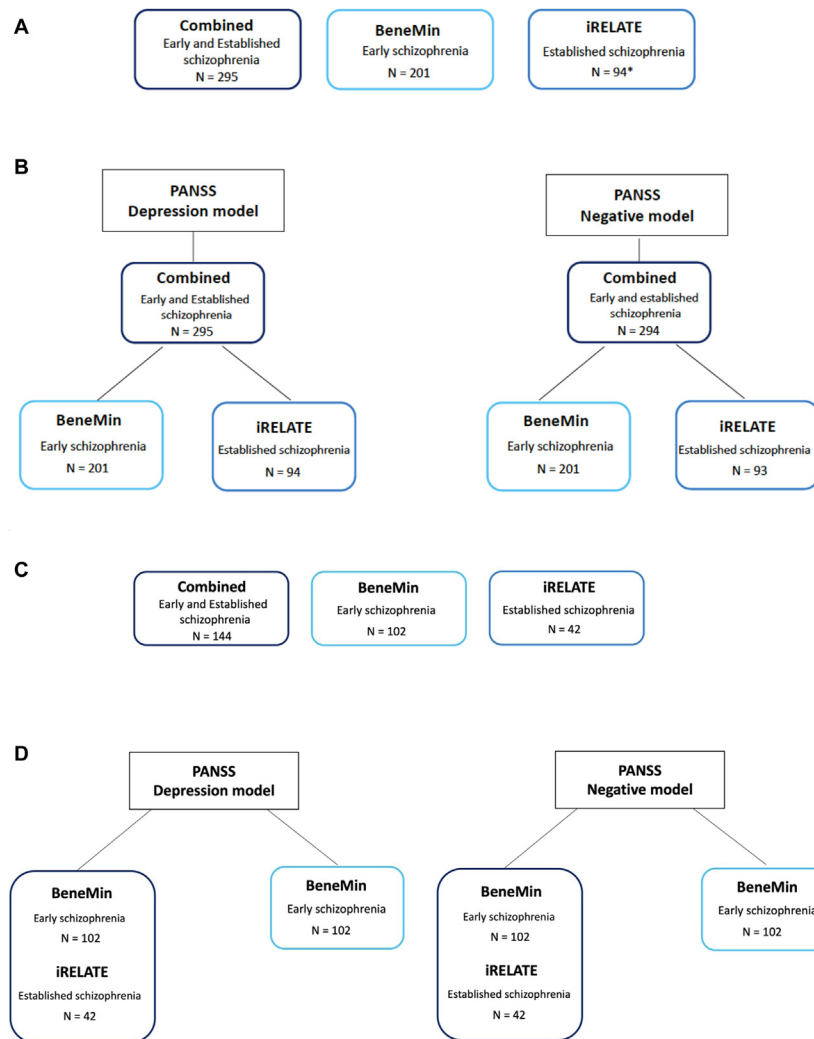 A
Combined
Early and Established
schizophrenia
N = 295
BeneMin
Early schizophrenia
N = 201
iRELATE
Established schizophrenia
N = 94*
B
PANSS
Depression model
Combined
Early and Established
schizophrenia
N = 295
BeneMin
Early schizophrenia
N = 201
iRELATE
Established schizophrenia
N = 94
PANSS
Negative model
Combined
Early and established
schizophrenia
N = 294
BeneMin
Early schizophrenia
N = 201
iRELATE
Established schizophrenia
N = 93
C
Combined
Early and Established
schizophrenia
N = 144
BeneMin
Early schizophrenia
N = 102
iRELATE
Established schizophrenia
N = 42
D
PANSS
Depression model
BeneMin
Early schizophrenia
N = 102
iRELATE
Established schizophrenia
N = 42
BeneMin
Early schizophrenia
N = 102
PANSS
Negative model
BeneMin
Early schizophrenia
N = 102
iRELATE
Established schizophrenia
N = 42
BeneMin
Early schizophrenia
N = 102